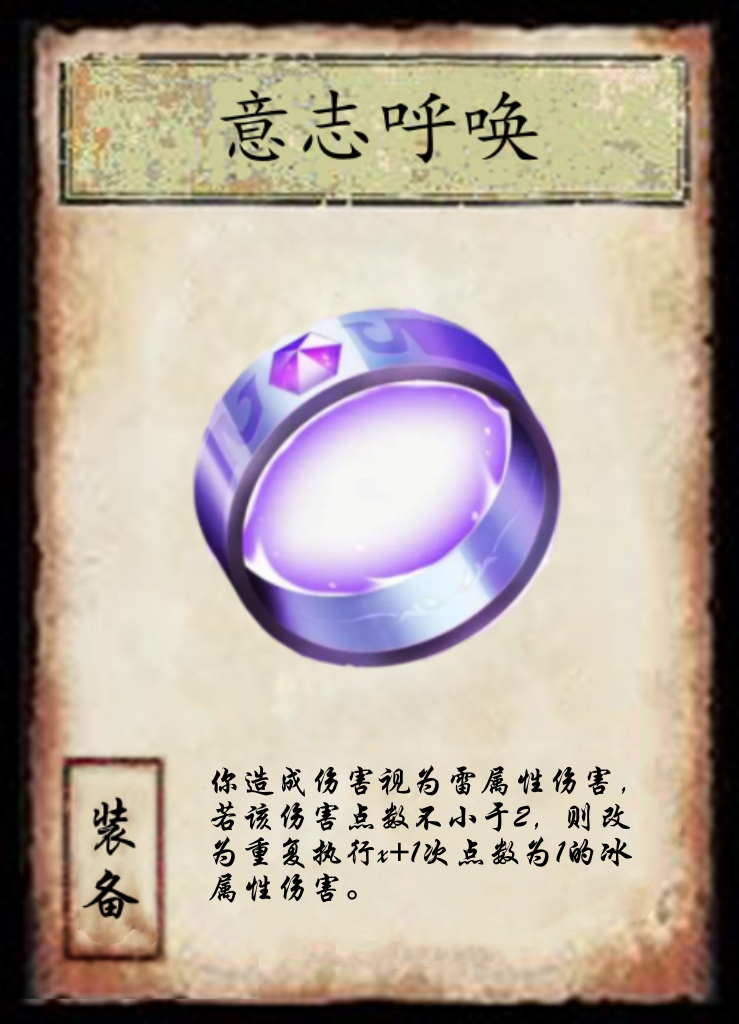 意志呼唤
装备
你造成伤害视为雷属性伤害，
若该伤害点数不小于2，则改
为重复执行x+1次点数为1的冰
属性伤害。